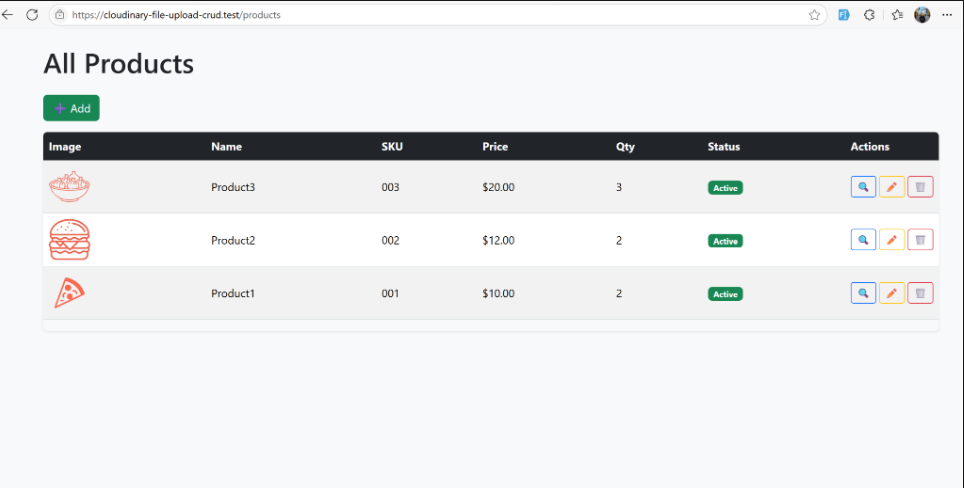 https://cloudinary-file-upload-crud.test/products
All Products
➕ Add
Image Name SKU Price Qty Status Actions
Product3 003 $20.00 3 Active
Product2 002 $12.00 2 Active
Product1 001 $10.00 2 Active